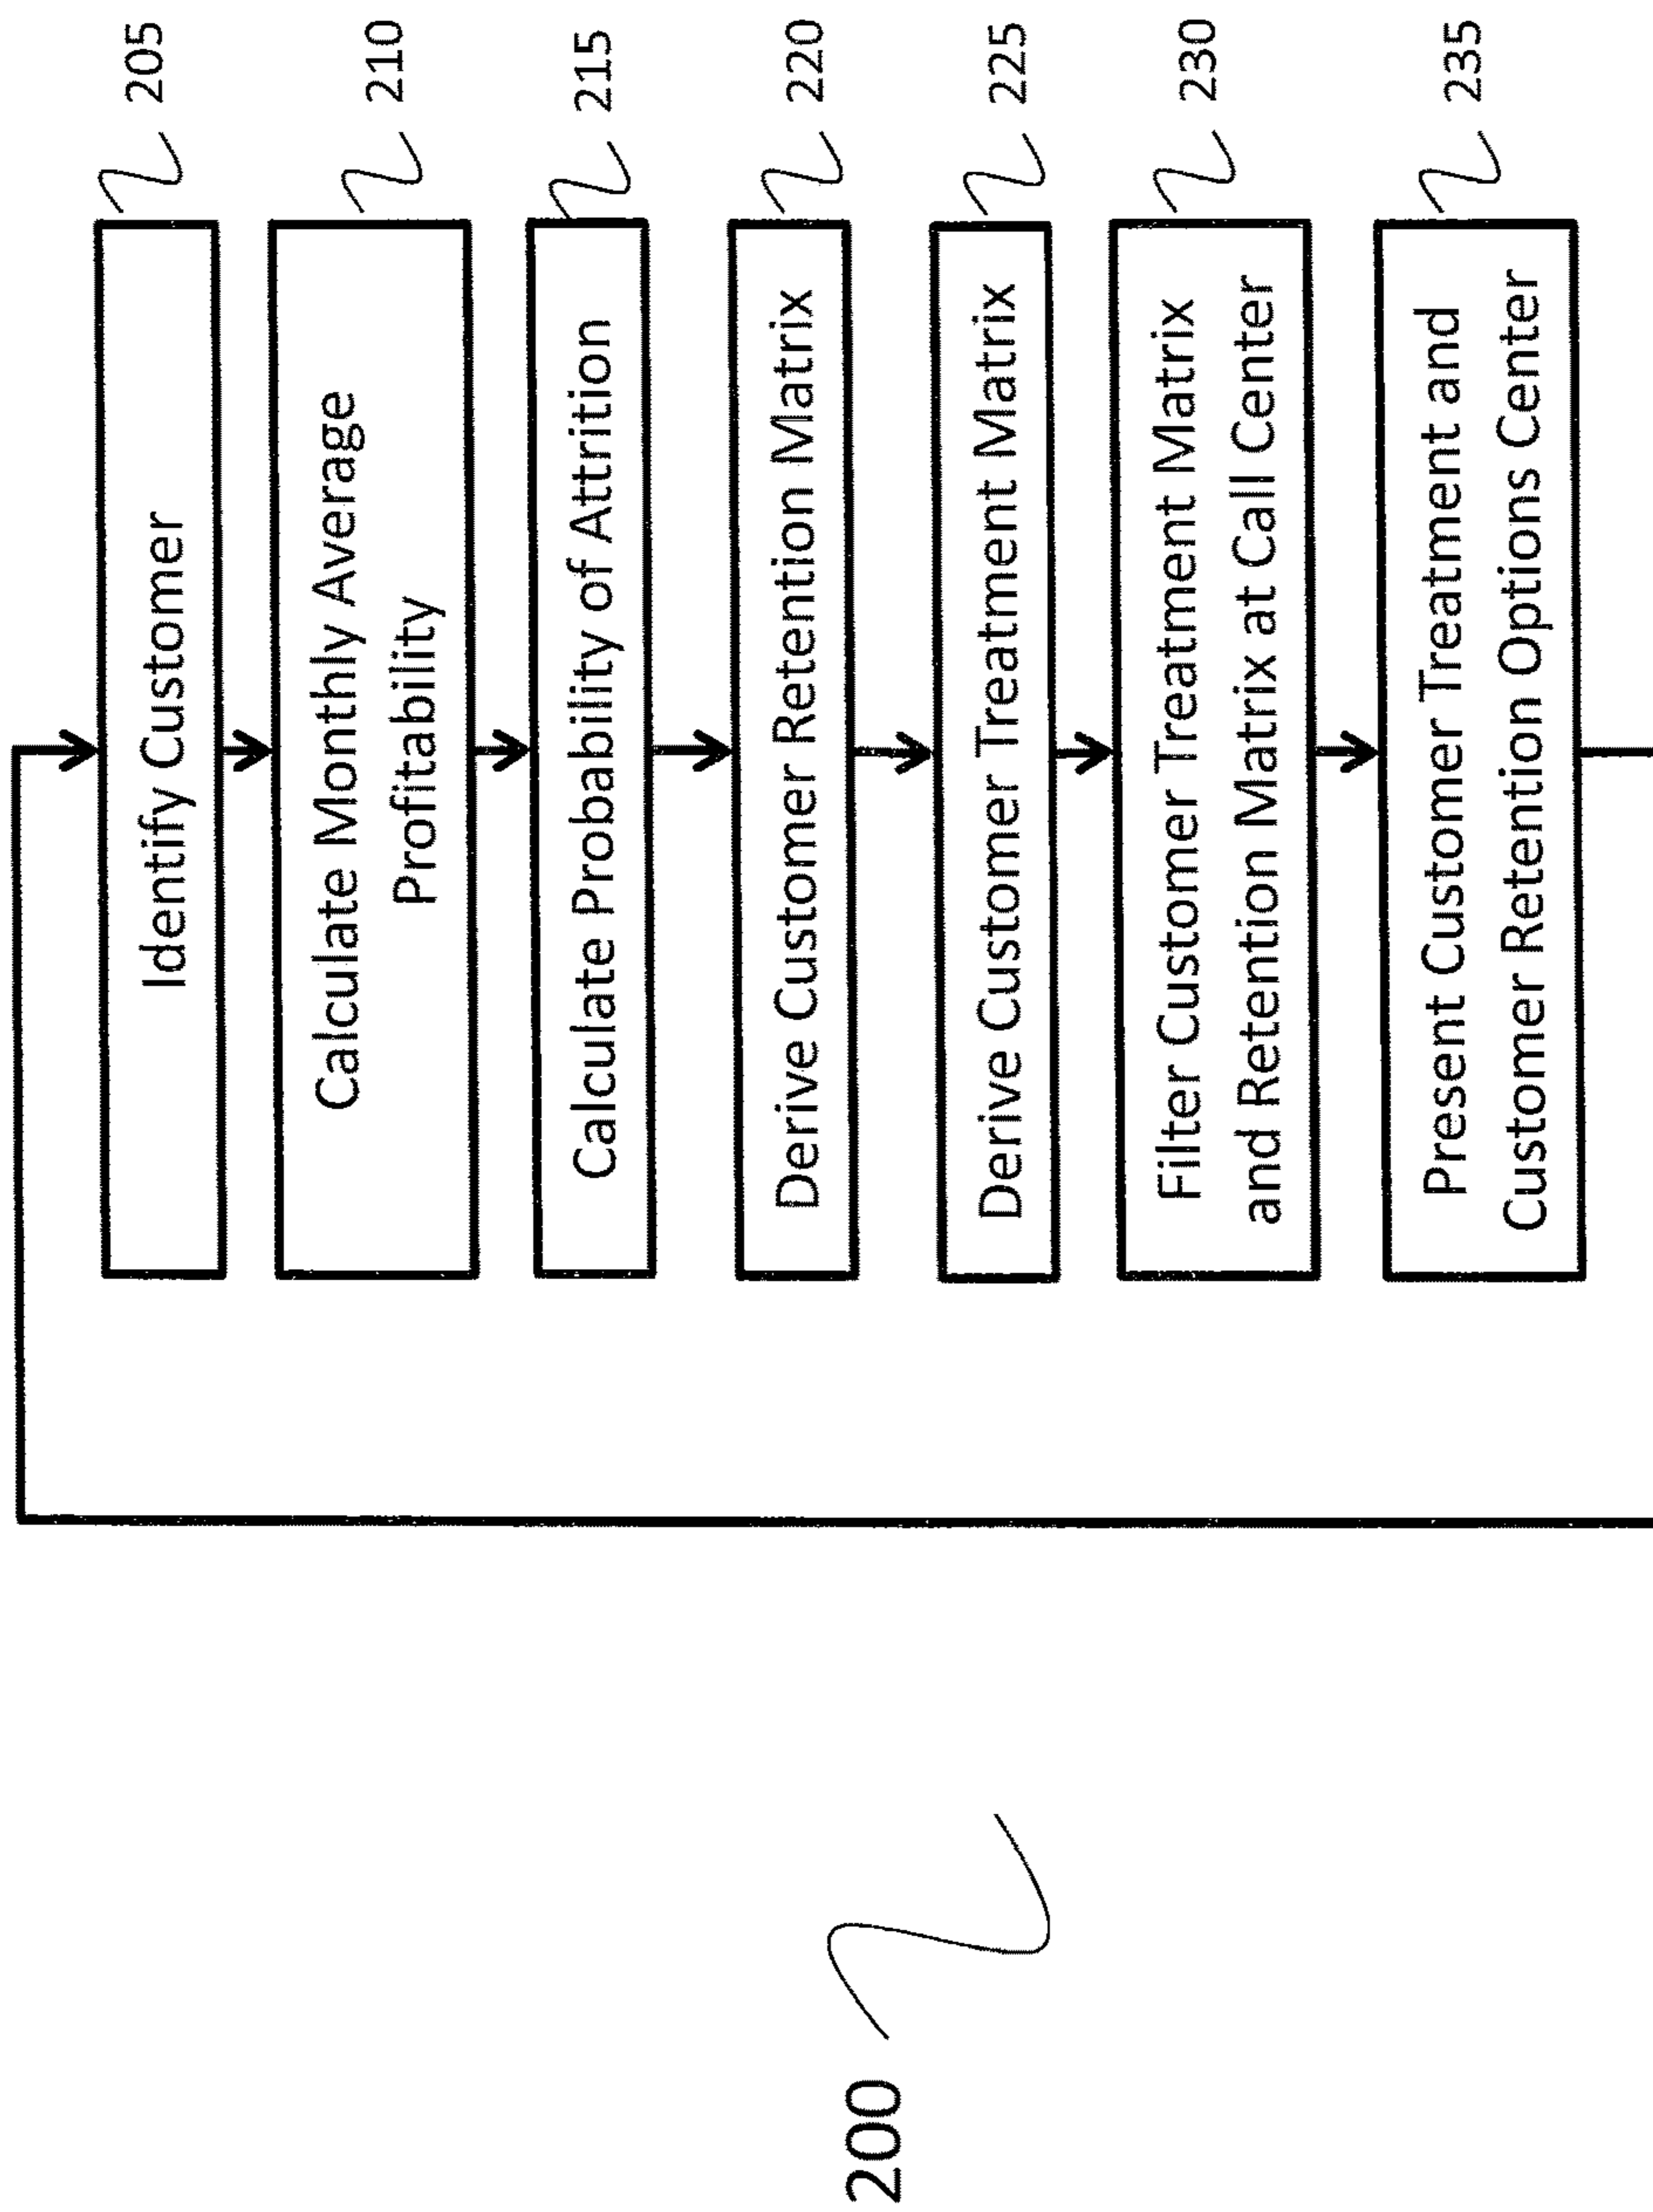 Identify Customer
205
Calculate Monthly Average
Profitability
210
Calculate Probability of Attrition
215
Derive Customer Retention Matrix
220
Derive Customer Treatment Matrix
225
Filter Customer Treatment Matrix
and Retention Matrix at Call Center
230
Present Customer Treatment and
Customer Retention Options Center
235
200